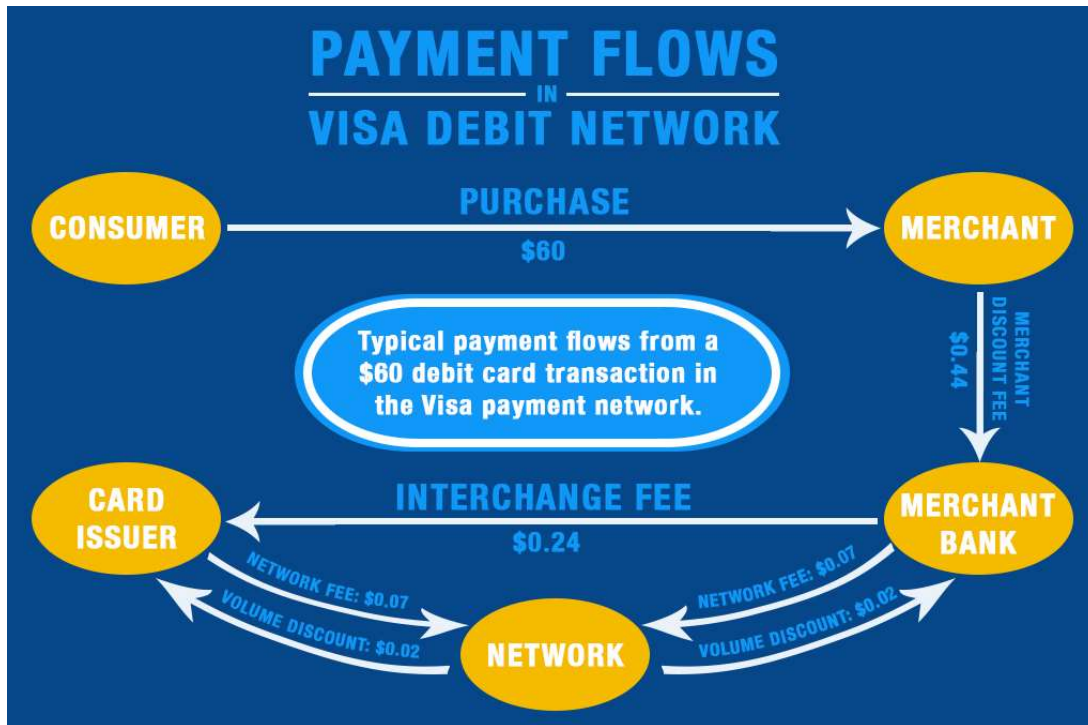 PAYMENT FLOWS
IN
VISA DEBIT NETWORK
CONSUMER
PURCHASE
$60
MERCHANT
Typical payment flows from a
$60 debit card transaction in
the Visa payment network.
MERCHANT
DISCOUNT FEE
$0.44
CARD
ISSUER
INTERCHANGE FEE
$0.24
MERCHANT
BANK
NETWORK FEE: $0.07
VOLUME DISCOUNT: $0.02
NETWORK
NETWORK FEE: $0.07
VOLUME DISCOUNT: $0.02